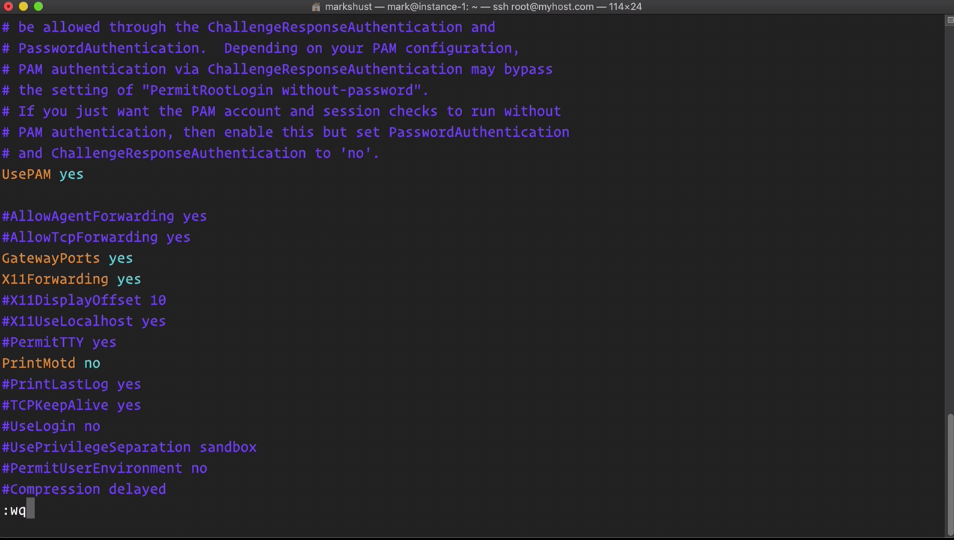 markshust — mark@instance-1: ~ — ssh root@myhost.com — 114×24
# be allowed through the ChallengeResponseAuthentication and
# PasswordAuthentication.  Depending on your PAM configuration,
# PAM authentication via ChallengeResponseAuthentication may bypass
# the setting of "PermitRootLogin without-password".
# If you just want the PAM account and session checks to run without
# PAM authentication, then enable this but set PasswordAuthentication
# and ChallengeResponseAuthentication to 'no'.
UsePAM yes
#AllowAgentForwarding yes
#AllowTcpForwarding yes
GatewayPorts yes
X11Forwarding yes
#X11DisplayOffset 10
#X11UseLocalhost yes
#PermitTTY yes
PrintMotd no
#PrintLastLog yes
#TCPKeepAlive yes
#UseLogin no
#UsePrivilegeSeparation sandbox
#PermitUserEnvironment no
#Compression delayed
:wq